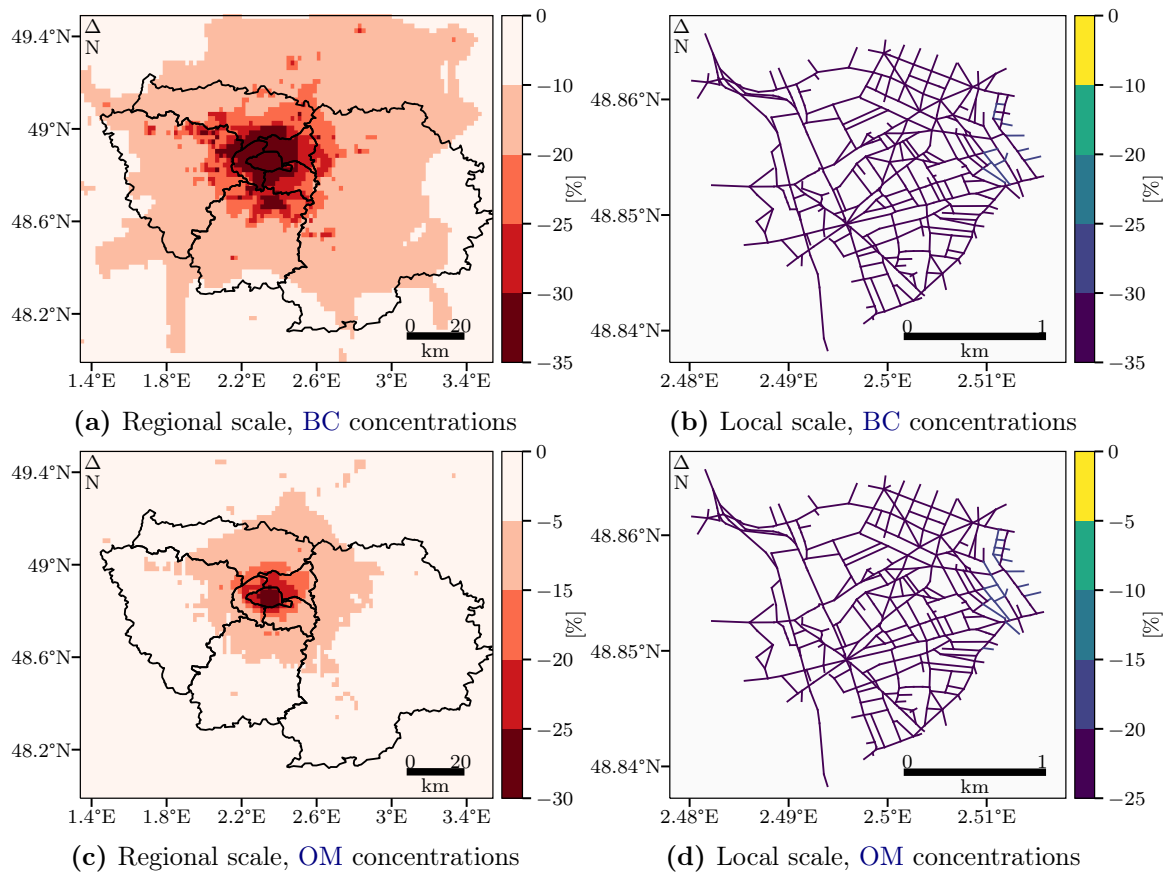 49.4°N
49°N
48.6°N
48.2°N
Δ
N
0 20
km
1.4°E 1.8°E 2.2°E 2.6°E 3°E 3.4°E
0
−10
−20
−25
−30
−35
[%]
(a) Regional scale, BC concentrations
48.86°N
48.85°N
48.84°N
Δ
N
0 1
km
2.48°E 2.49°E 2.5°E 2.51°E
0
−10
−20
−25
−30
−35
[%]
(b) Local scale, BC concentrations
49.4°N
49°N
48.6°N
48.2°N
Δ
N
0 20
km
1.4°E 1.8°E 2.2°E 2.6°E 3°E 3.4°E
0
−5
−15
−20
−25
−30
[%]
(c) Regional scale, OM concentrations
48.86°N
48.85°N
48.84°N
Δ
N
0 1
km
2.48°E 2.49°E 2.5°E 2.51°E
0
−5
−10
−15
−20
−25
[%]
(d) Local scale, OM concentrations